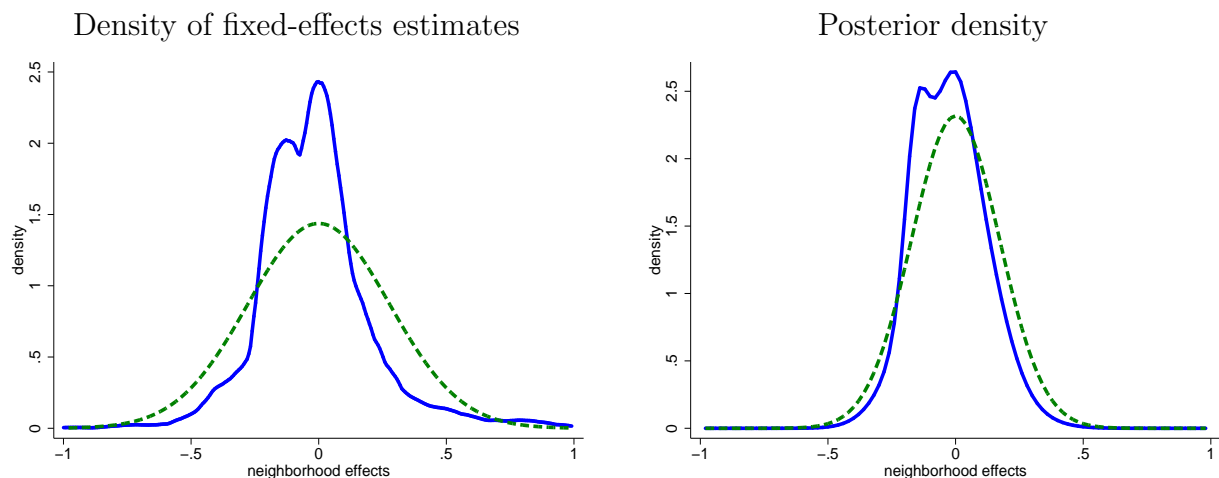 Density of fixed-effects estimates
density
0 .5 1 1.5 2 2.5
−1 −.5 0 .5 1
neighborhood effects
Posterior density
density
0 .5 1 1.5 2 2.5
−1 −.5 0 .5 1
neighborhood effects